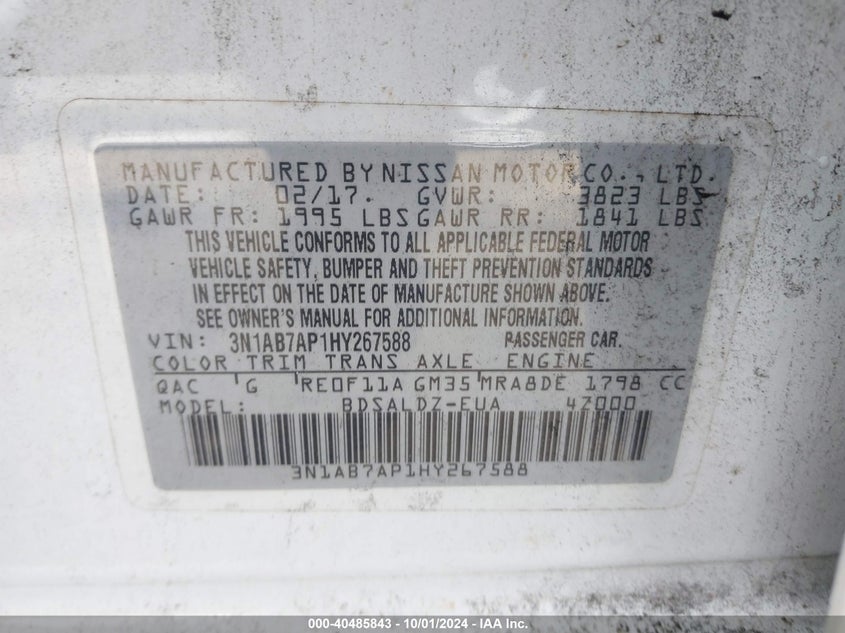 MANUFACTURED BY NISSAN MOTOR CO., LTD.
DATE: 02/17. GVWR: 3823 LBS
GAWR FR: 1995 LBS GAWR RR: 1841 LBS
THIS VEHICLE CONFORMS TO ALL APPLICABLE FEDERAL MOTOR
VEHICLE SAFETY, BUMPER AND THEFT PREVENTION STANDARDS
IN EFFECT ON THE DATE OF MANUFACTURE SHOWN ABOVE.
SEE OWNER'S MANUAL FOR ADDITIONAL INFORMATION.
VIN: 3N1AB7AP1HY267588 PASSENGER CAR.
COLOR TRIM TRANS AXLE ENGINE
QAC G RE0F11A GM35 MRA8DE 1798 CC
MODEL: BDSALDZ-EUA 4Z000
3N1AB7AP1HY267588
000-40485843 - 10/01/2024 - IAA Inc.